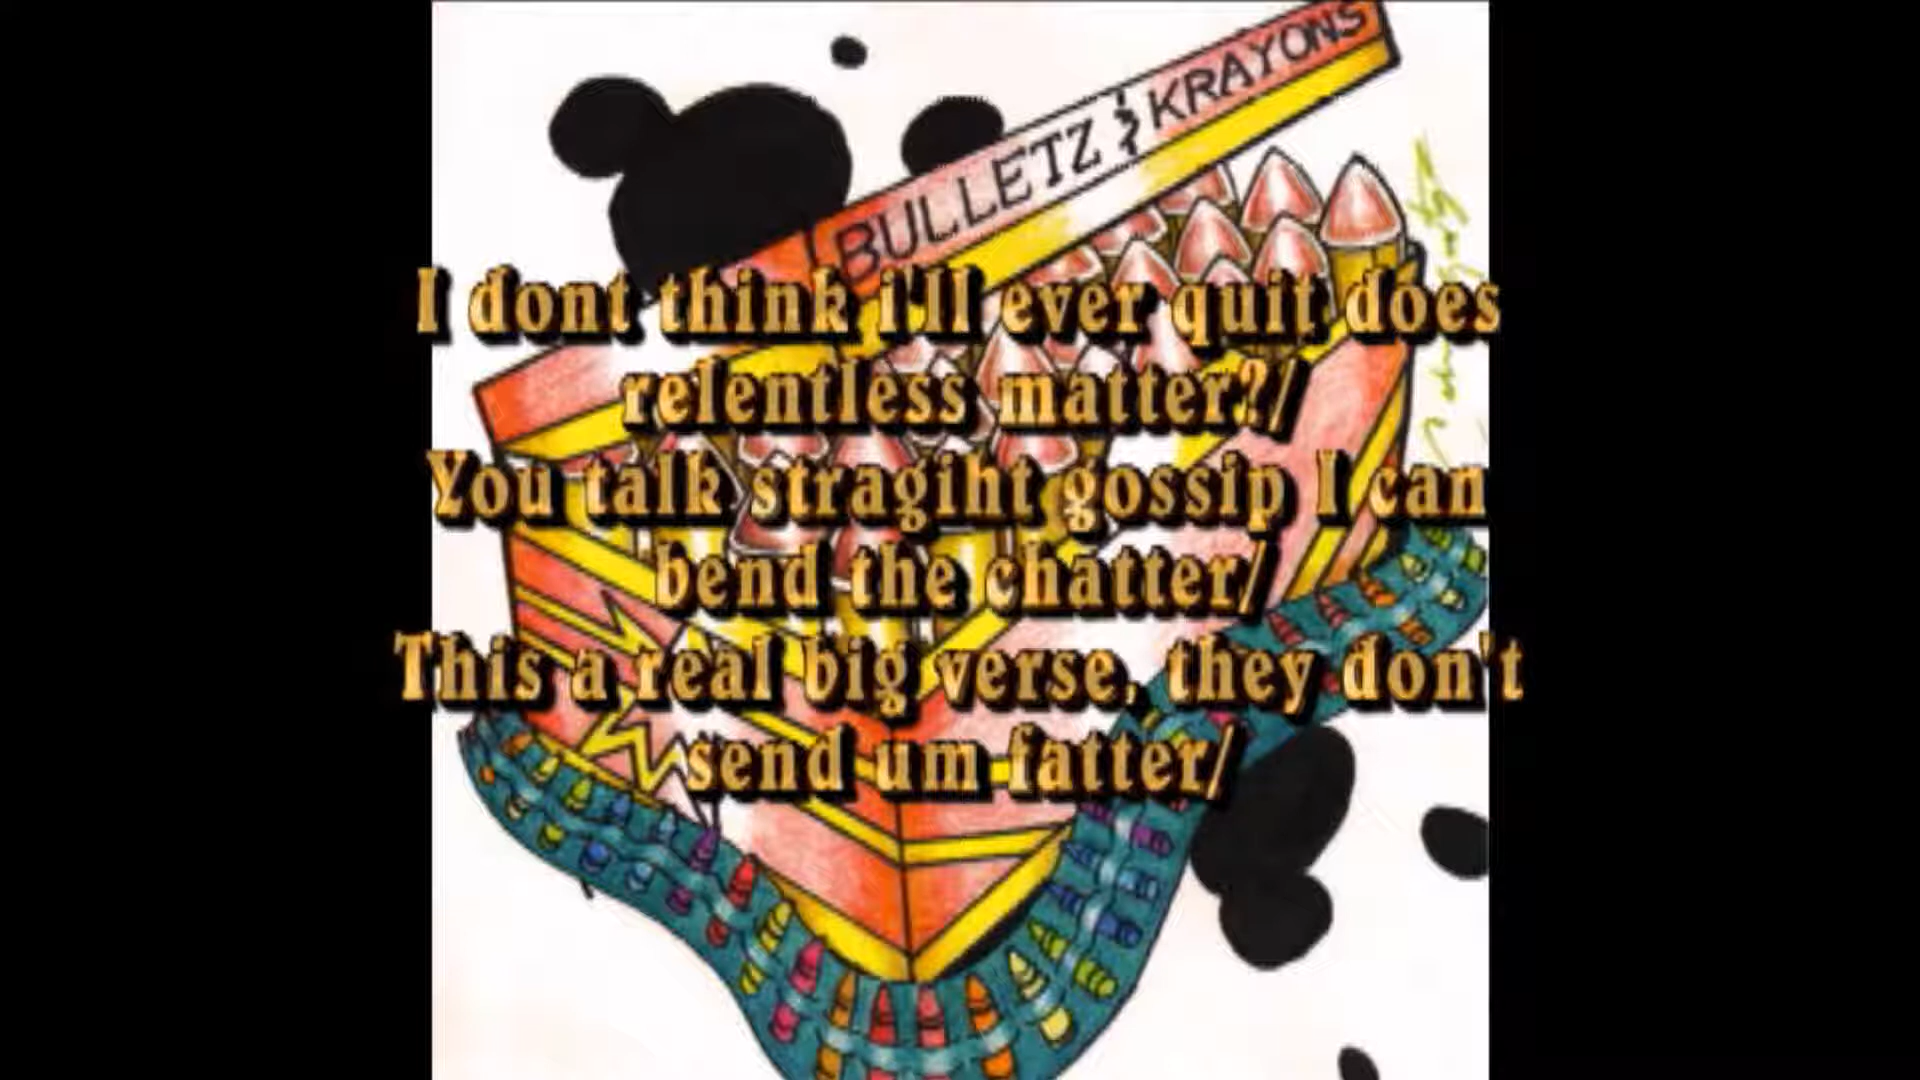 BULLETZ & KRAYONS
I dont think i'll ever quit does
relentless matter?/
You talk stragiht gossip I can
bend the chatter/
This a real big verse, they don't
send um fatter/